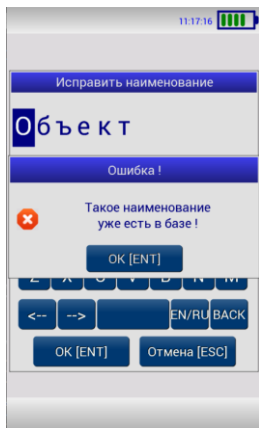 11:17:16
Исправить наименование
Объект
Ошибка !
Такое наименование
уже есть в базе !
OK [ENT]
Z X C V B N M
<-- --> EN/RU BACK
OK [ENT] Отмена [ESC]